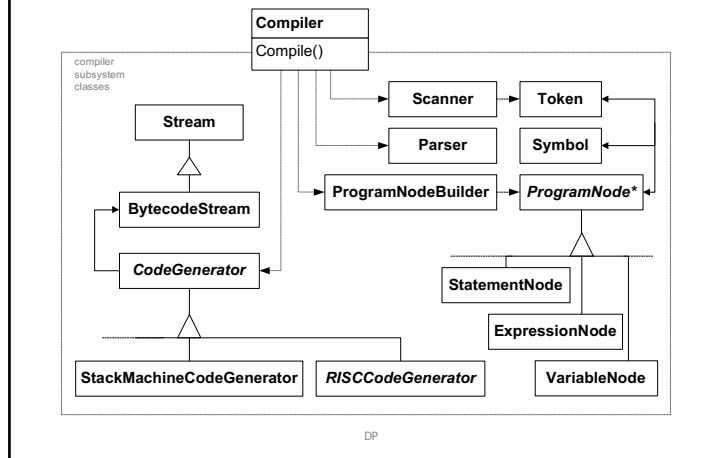 Compiler
Compile()
compiler
subsystem
classes
Scanner
Token
Stream
Parser
Symbol
BytecodeStream
ProgramNodeBuilder
ProgramNode*
CodeGenerator
StatementNode
ExpressionNode
StackMachineCodeGenerator
RISCCodeGenerator
VariableNode
DP